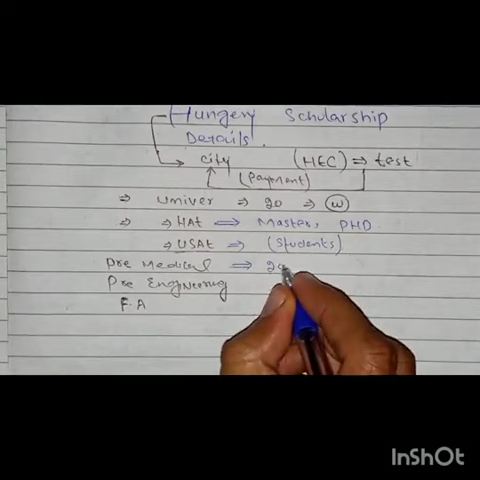 Hungery Scholarship
Details.
City (HEC) ⇒ test
(Payment)
⇒ Univer ⇒ 20 ⇒ (W)
⇒ → HAt ⇒ Master, PHD
→ USAt ⇒ (Students)
Pre Medical ⇒ 20
Pre Engineering
F.A
InShOt